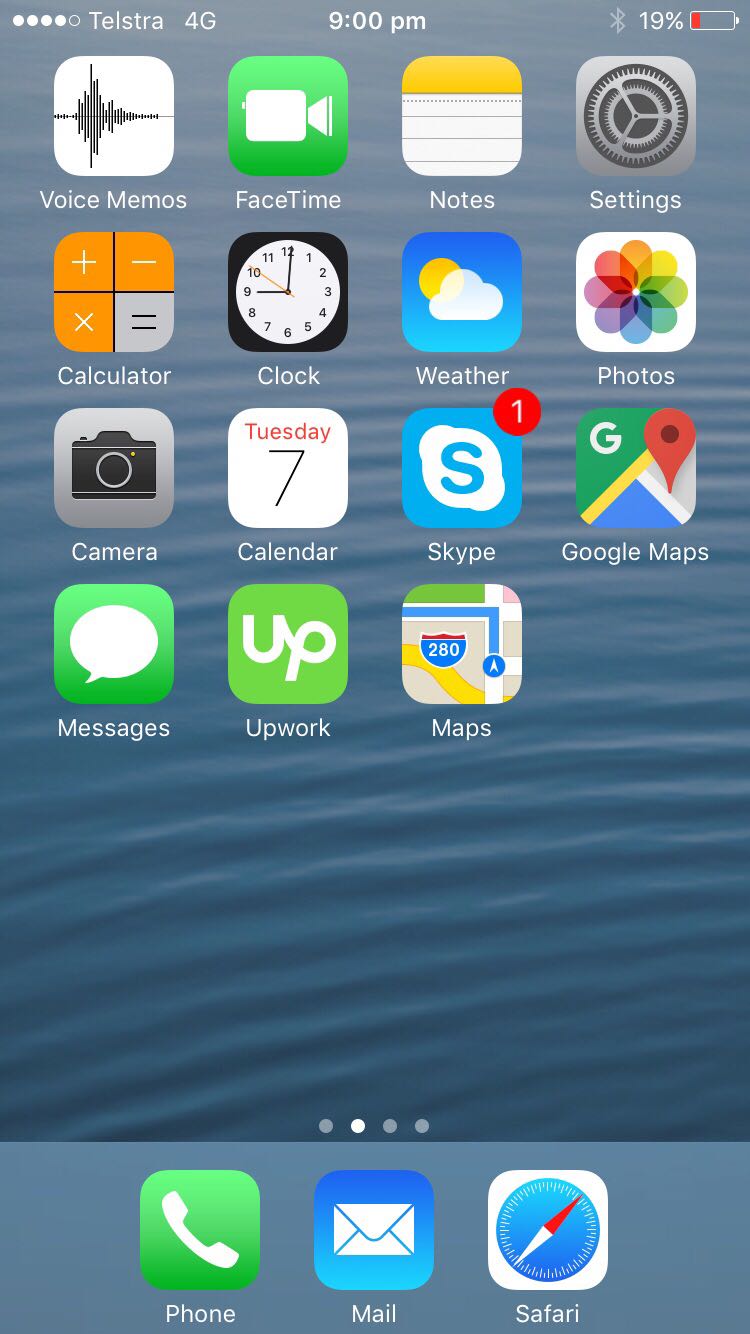 Telstra 4G 9:00 pm 19%
Voice Memos FaceTime Notes Settings
+ − × =
12 1 2 3 4 5 6 7 8 9 10 11
Calculator Clock Weather Photos
Tuesday
7
1
S
G
Camera Calendar Skype Google Maps
up
280
Messages Upwork Maps
Phone Mail Safari